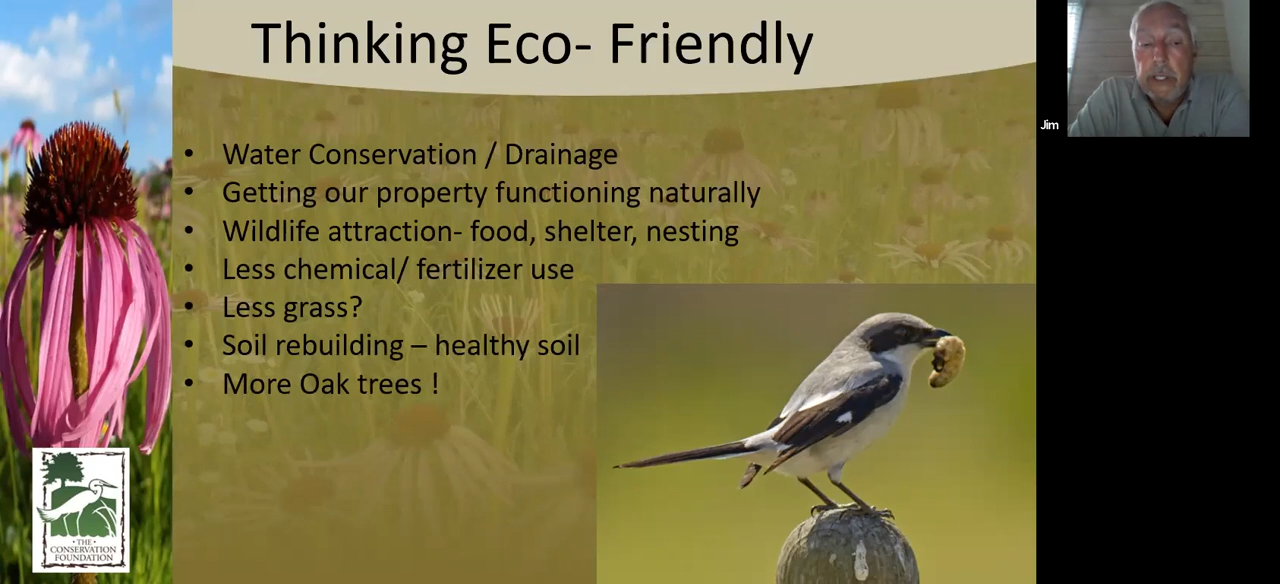 Thinking Eco- Friendly
• Water Conservation / Drainage
• Getting our property functioning naturally
• Wildlife attraction- food, shelter, nesting
• Less chemical/ fertilizer use
• Less grass?
• Soil rebuilding – healthy soil
• More Oak trees !
Jim
• THE •
CONSERVATION
FOUNDATION